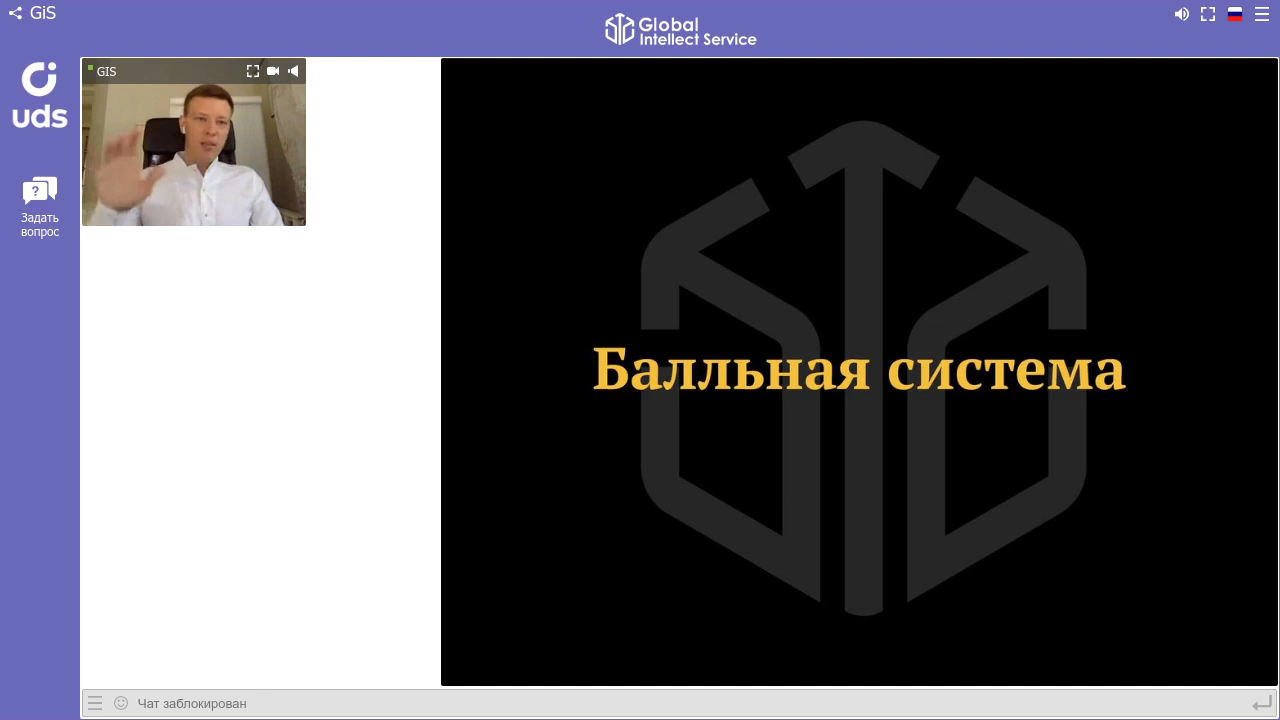 GiS
Global
Intellect Service
uds
Задать
вопрос
GIS
Балльная система
Чат заблокирован